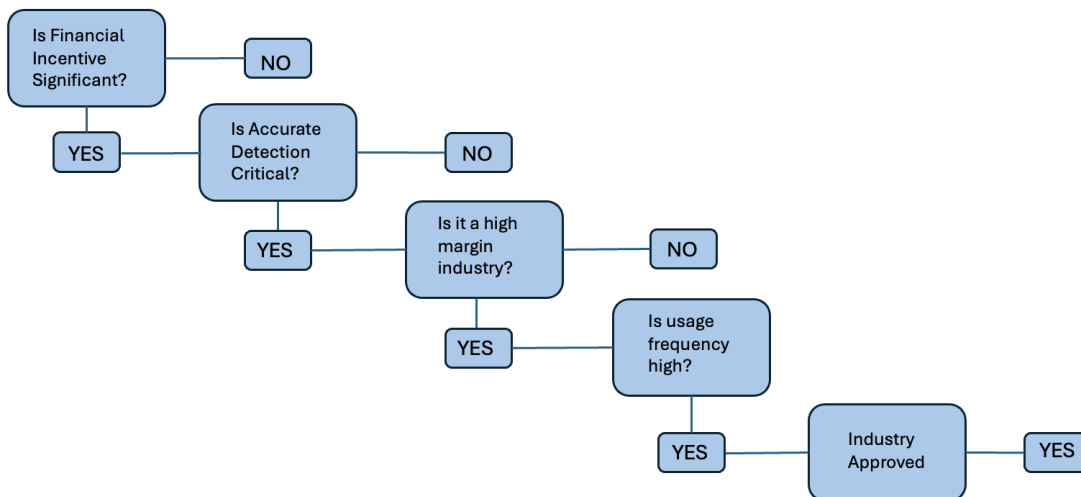 Is Financial
Incentive
Significant?
NO
YES
Is Accurate
Detection
Critical?
NO
YES
Is it a high
margin
industry?
NO
YES
Is usage
frequency
high?
YES
Industry
Approved
YES